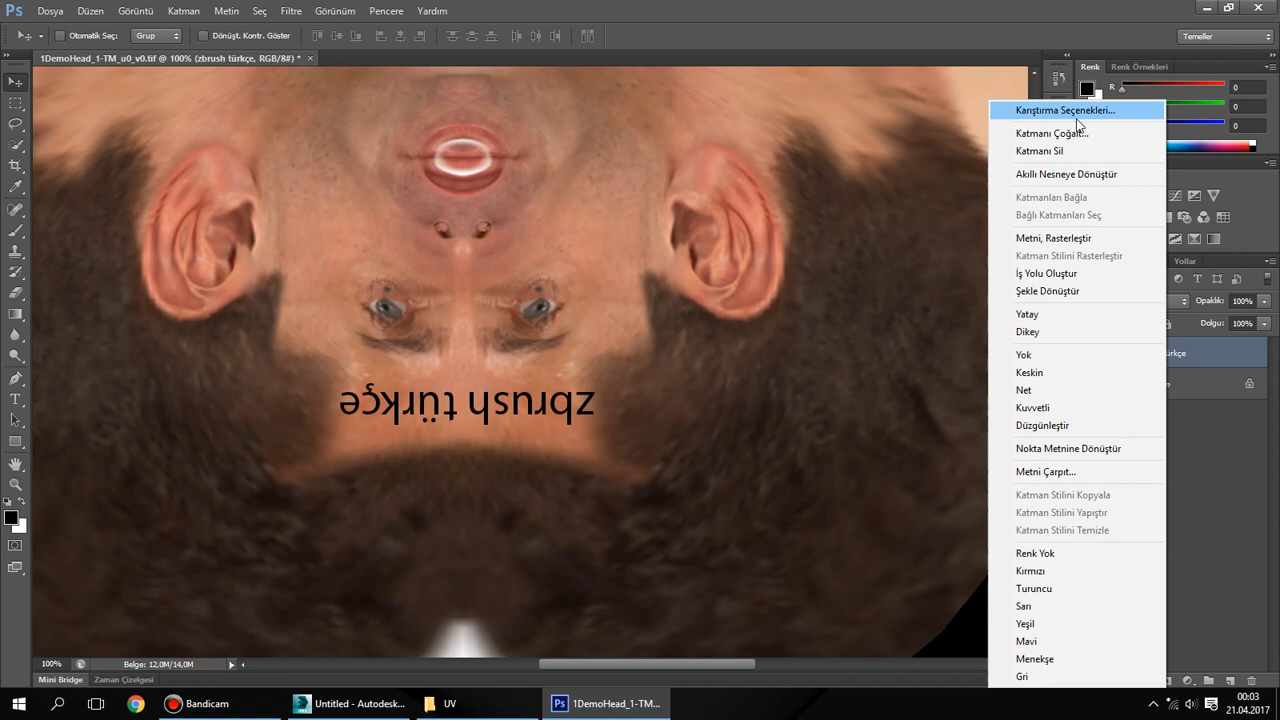 Ps Dosya Düzen Görüntü Katman Metin Seç Filtre Görünüm Pencere Yardım
Otomatik Seç: Grup Dönüşt. Kontr. Göster Temeller
1DemoHead_1-TM_u0_v0.tif @ 100% (zbrush türkçe, RGB/8#) * ×
Renk Renk Örnekleri
R 0
0
0
Karıştırma Seçenekleri...
Katmanı Çoğalt...
Katmanı Sil
Akıllı Nesneye Dönüştür
Katmanları Bağla
Bağlı Katmanları Seç
Metni, Rasterleştir
Katman Stilini Rasterleştir
İş Yolu Oluştur
Şekle Dönüştür
Yatay
Dikey
Yok
Keskin
Net
Kuvvetli
Düzgünleştir
Nokta Metnine Dönüştür
Metni Çarpıt...
Katman Stilini Kopyala
Katman Stilini Yapıştır
Katman Stilini Temizle
Renk Yok
Kırmızı
Turuncu
Sarı
Yeşil
Mavi
Menekşe
Gri
Yollar
Opaklık: 100%
Dolgu: 100%
ürkçe
zbrush türkçe
100% Belge: 12,0M/14,0M
Mini Bridge Zaman Çizelgesi
Bandicam Untitled - Autodesk... UV Ps 1DemoHead_1-TM...
00:03
21.04.2017